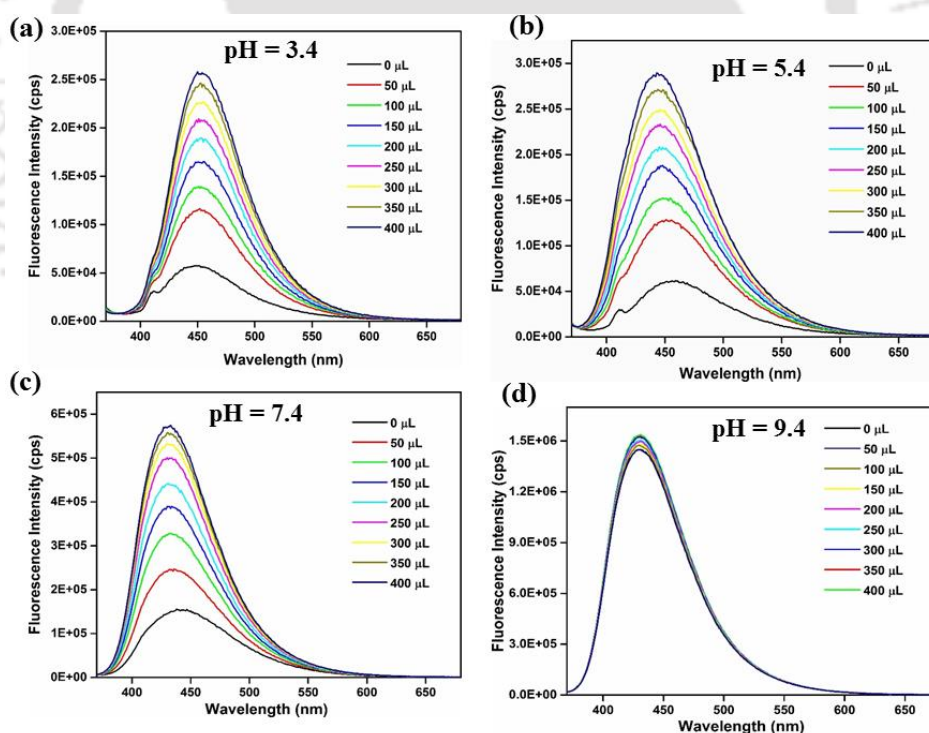 (a)
pH = 3.4
3.0E+05
2.5E+05
2.0E+05
1.5E+05
1.0E+05
5.0E+04
0.0E+00
Fluorescence Intensity (cps)
0 μL
50 μL
100 μL
150 μL
200 μL
250 μL
300 μL
350 μL
400 μL
400 450 500 550 600 650
Wavelength (nm)
(b)
pH = 5.4
3.0E+05
2.5E+05
2.0E+05
1.5E+05
1.0E+05
5.0E+04
0.0E+00
Fluorescence Intensity (cps)
0 μL
50 μL
100 μL
150 μL
200 μL
250 μL
300 μL
350 μL
400 μL
400 450 500 550 600 650
Wavelength (nm)
(c)
pH = 7.4
6E+05
5E+05
4E+05
3E+05
2E+05
1E+05
0E+00
Fluorescence Intensity (cps)
0 μL
50 μL
100 μL
150 μL
200 μL
250 μL
300 μL
350 μL
400 μL
400 450 500 550 600 650
Wavelength (nm)
(d)
pH = 9.4
1.5E+06
1.2E+06
9.0E+05
6.0E+05
3.0E+05
0.0E+00
Fluorescence Intensity (cps)
0 μL
50 μL
100 μL
150 μL
200 μL
250 μL
300 μL
350 μL
400 μL
400 450 500 550 600 650
Wavelength (nm)